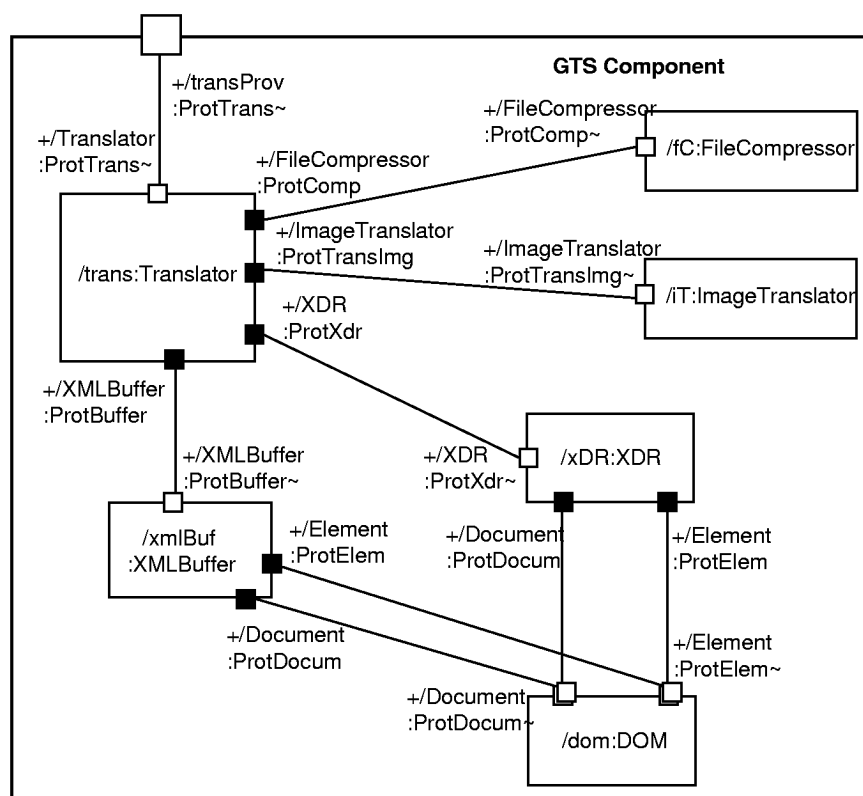 GTS Component
+/transProv
:ProtTrans~
+/FileCompressor
:ProtComp~
+/Translator
:ProtTrans~
/fC:FileCompressor
+/FileCompressor
:ProtComp
+/ImageTranslator
:ProtTransImg
+/ImageTranslator
:ProtTransImg~
/trans:Translator
/iT:ImageTranslator
+/XDR
:ProtXdr
+/XMLBuffer
:ProtBuffer
+/XMLBuffer
:ProtBuffer~
+/XDR
:ProtXdr~
/xDR:XDR
/xmlBuf
:XMLBuffer
+/Element
:ProtElem
+/Document
:ProtDocum
+/Element
:ProtElem
+/Document
:ProtDocum
+/Element
:ProtElem~
+/Document
:ProtDocum~
/dom:DOM